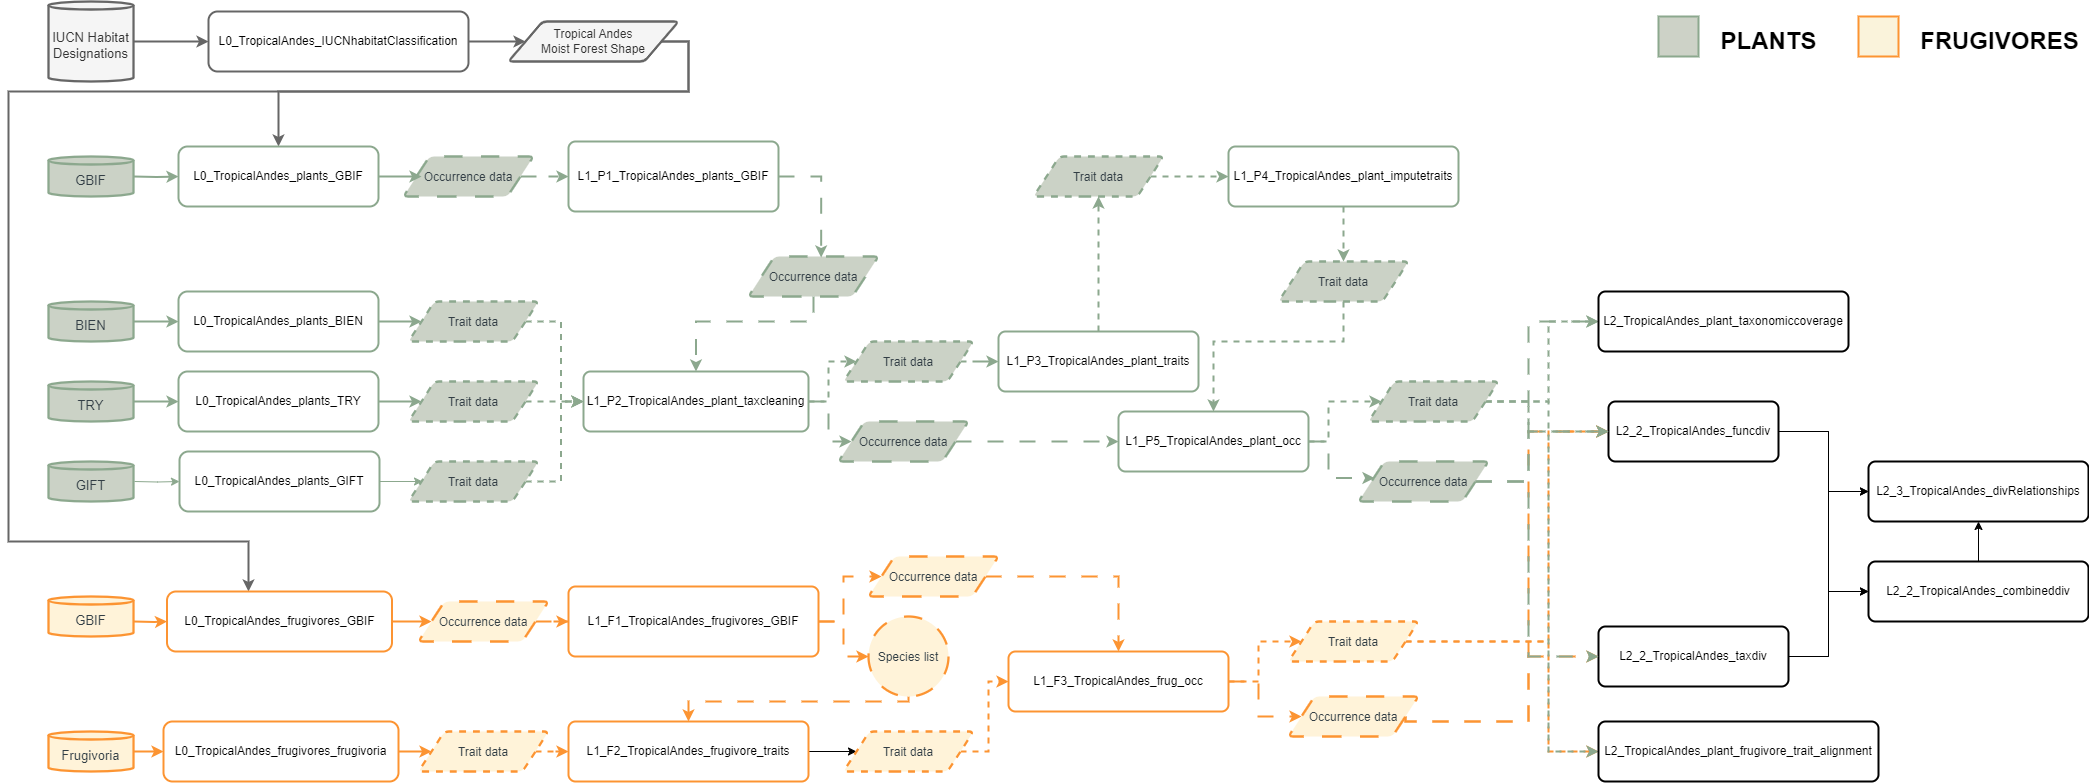 IUCN Habitat
Designations
L0_TropicalAndes_IUCNhabitatClassification
Tropical Andes
Moist Forest Shape
PLANTS
FRUGIVORES
GBIF
L0_TropicalAndes_plants_GBIF
Occurrence data
L1_P1_TropicalAndes_plants_GBIF
Trait data
L1_P4_TropicalAndes_plant_imputetraits
Occurrence data
Trait data
BIEN
L0_TropicalAndes_plants_BIEN
Trait data
L2_TropicalAndes_plant_taxonomiccoverage
Trait data
L1_P3_TropicalAndes_plant_traits
TRY
L0_TropicalAndes_plants_TRY
Trait data
L1_P2_TropicalAndes_plant_taxcleaning
Trait data
Occurrence data
L1_P5_TropicalAndes_plant_occ
L2_2_TropicalAndes_funcdiv
GIFT
L0_TropicalAndes_plants_GIFT
Trait data
Occurrence data
L2_3_TropicalAndes_divRelationships
Occurrence data
L2_2_TropicalAndes_combineddiv
GBIF
L0_TropicalAndes_frugivores_GBIF
Occurrence data
L1_F1_TropicalAndes_frugivores_GBIF
Species list
Trait data
L2_2_TropicalAndes_taxdiv
L1_F3_TropicalAndes_frug_occ
Occurrence data
Frugivoria
L0_TropicalAndes_frugivores_frugivoria
Trait data
L1_F2_TropicalAndes_frugivore_traits
Trait data
L2_TropicalAndes_plant_frugivore_trait_alignment